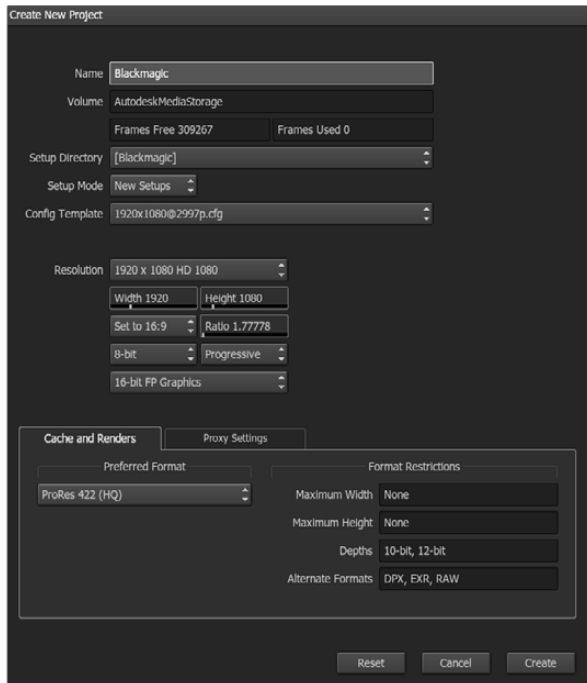 Create New Project
Name Blackmagic
Volume AutodeskMediaStorage
Frames Free 309267 Frames Used 0
Setup Directory [Blackmagic]
Setup Mode New Setups
Config Template 1920x1080@2997p.cfg
Resolution 1920 x 1080 HD 1080
Width 1920 Height 1080
Set to 16:9 Ratio 1.77778
8-bit Progressive
16-bit FP Graphics
Cache and Renders Proxy Settings
Preferred Format Format Restrictions
ProRes 422 (HQ) Maximum Width None
Maximum Height None
Depths 10-bit, 12-bit
Alternate Formats DPX, EXR, RAW
Reset Cancel Create